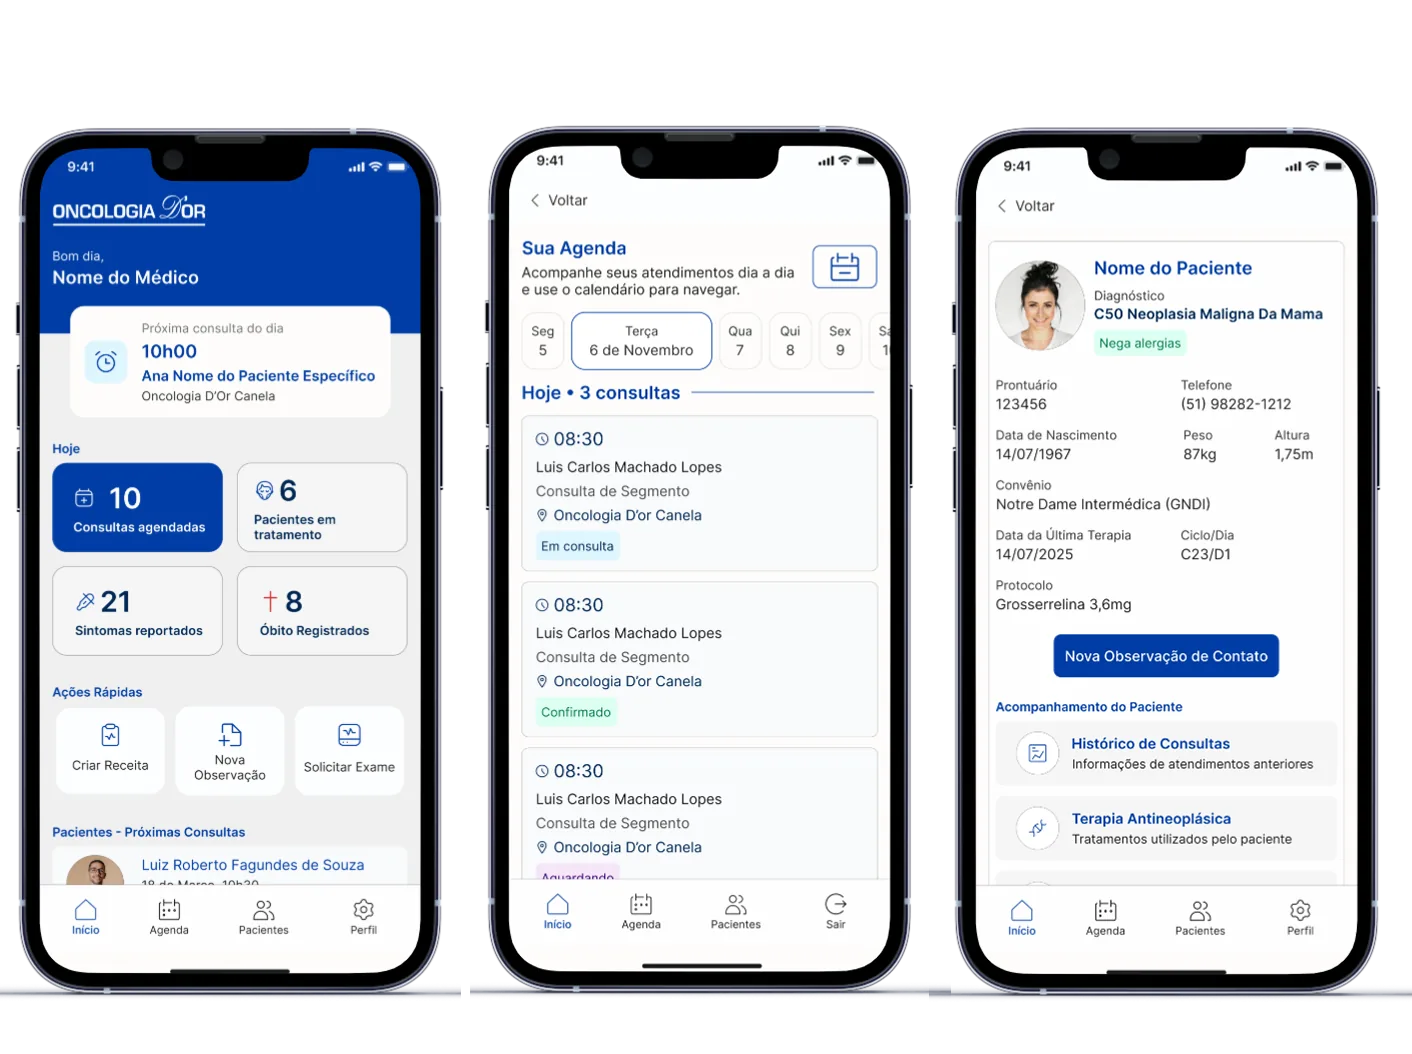 9:41
ONCOLOGIA D'OR
Bom dia,
Nome do Médico
Próxima consulta do dia
10h00
Ana Nome do Paciente Específico
Oncologia D'Or Canela
Hoje
10
Consultas agendadas
6
Pacientes em
tratamento
21
Sintomas reportados
8
Óbito Registrados
Ações Rápidas
Criar Receita
Nova
Observação
Solicitar Exame
Pacientes - Próximas Consultas
Luiz Roberto Fagundes de Souza
18 de Março, 10h30
Início
Agenda
Pacientes
Perfil
9:41
Voltar
Sua Agenda
Acompanhe seus atendimentos dia a dia
e use o calendário para navegar.
Seg
5
Terça
6 de Novembro
Qua
7
Qui
8
Sex
9
Hoje • 3 consultas
08:30
Luis Carlos Machado Lopes
Consulta de Segmento
Oncologia D'or Canela
Em consulta
08:30
Luis Carlos Machado Lopes
Consulta de Segmento
Oncologia D'or Canela
Confirmado
08:30
Luis Carlos Machado Lopes
Consulta de Segmento
Oncologia D'or Canela
Aguardando
Início
Agenda
Pacientes
Sair
9:41
Voltar
Nome do Paciente
Diagnóstico
C50 Neoplasia Maligna Da Mama
Nega alergias
Prontuário
123456
Telefone
(51) 98282-1212
Data de Nascimento
14/07/1967
Peso
87kg
Altura
1,75m
Convênio
Notre Dame Intermédica (GNDI)
Data da Última Terapia
14/07/2025
Ciclo/Dia
C23/D1
Protocolo
Grosserrelina 3,6mg
Nova Observação de Contato
Acompanhamento do Paciente
Histórico de Consultas
Informações de atendimentos anteriores
Terapia Antineoplásica
Tratamentos utilizados pelo paciente
Início
Agenda
Pacientes
Perfil